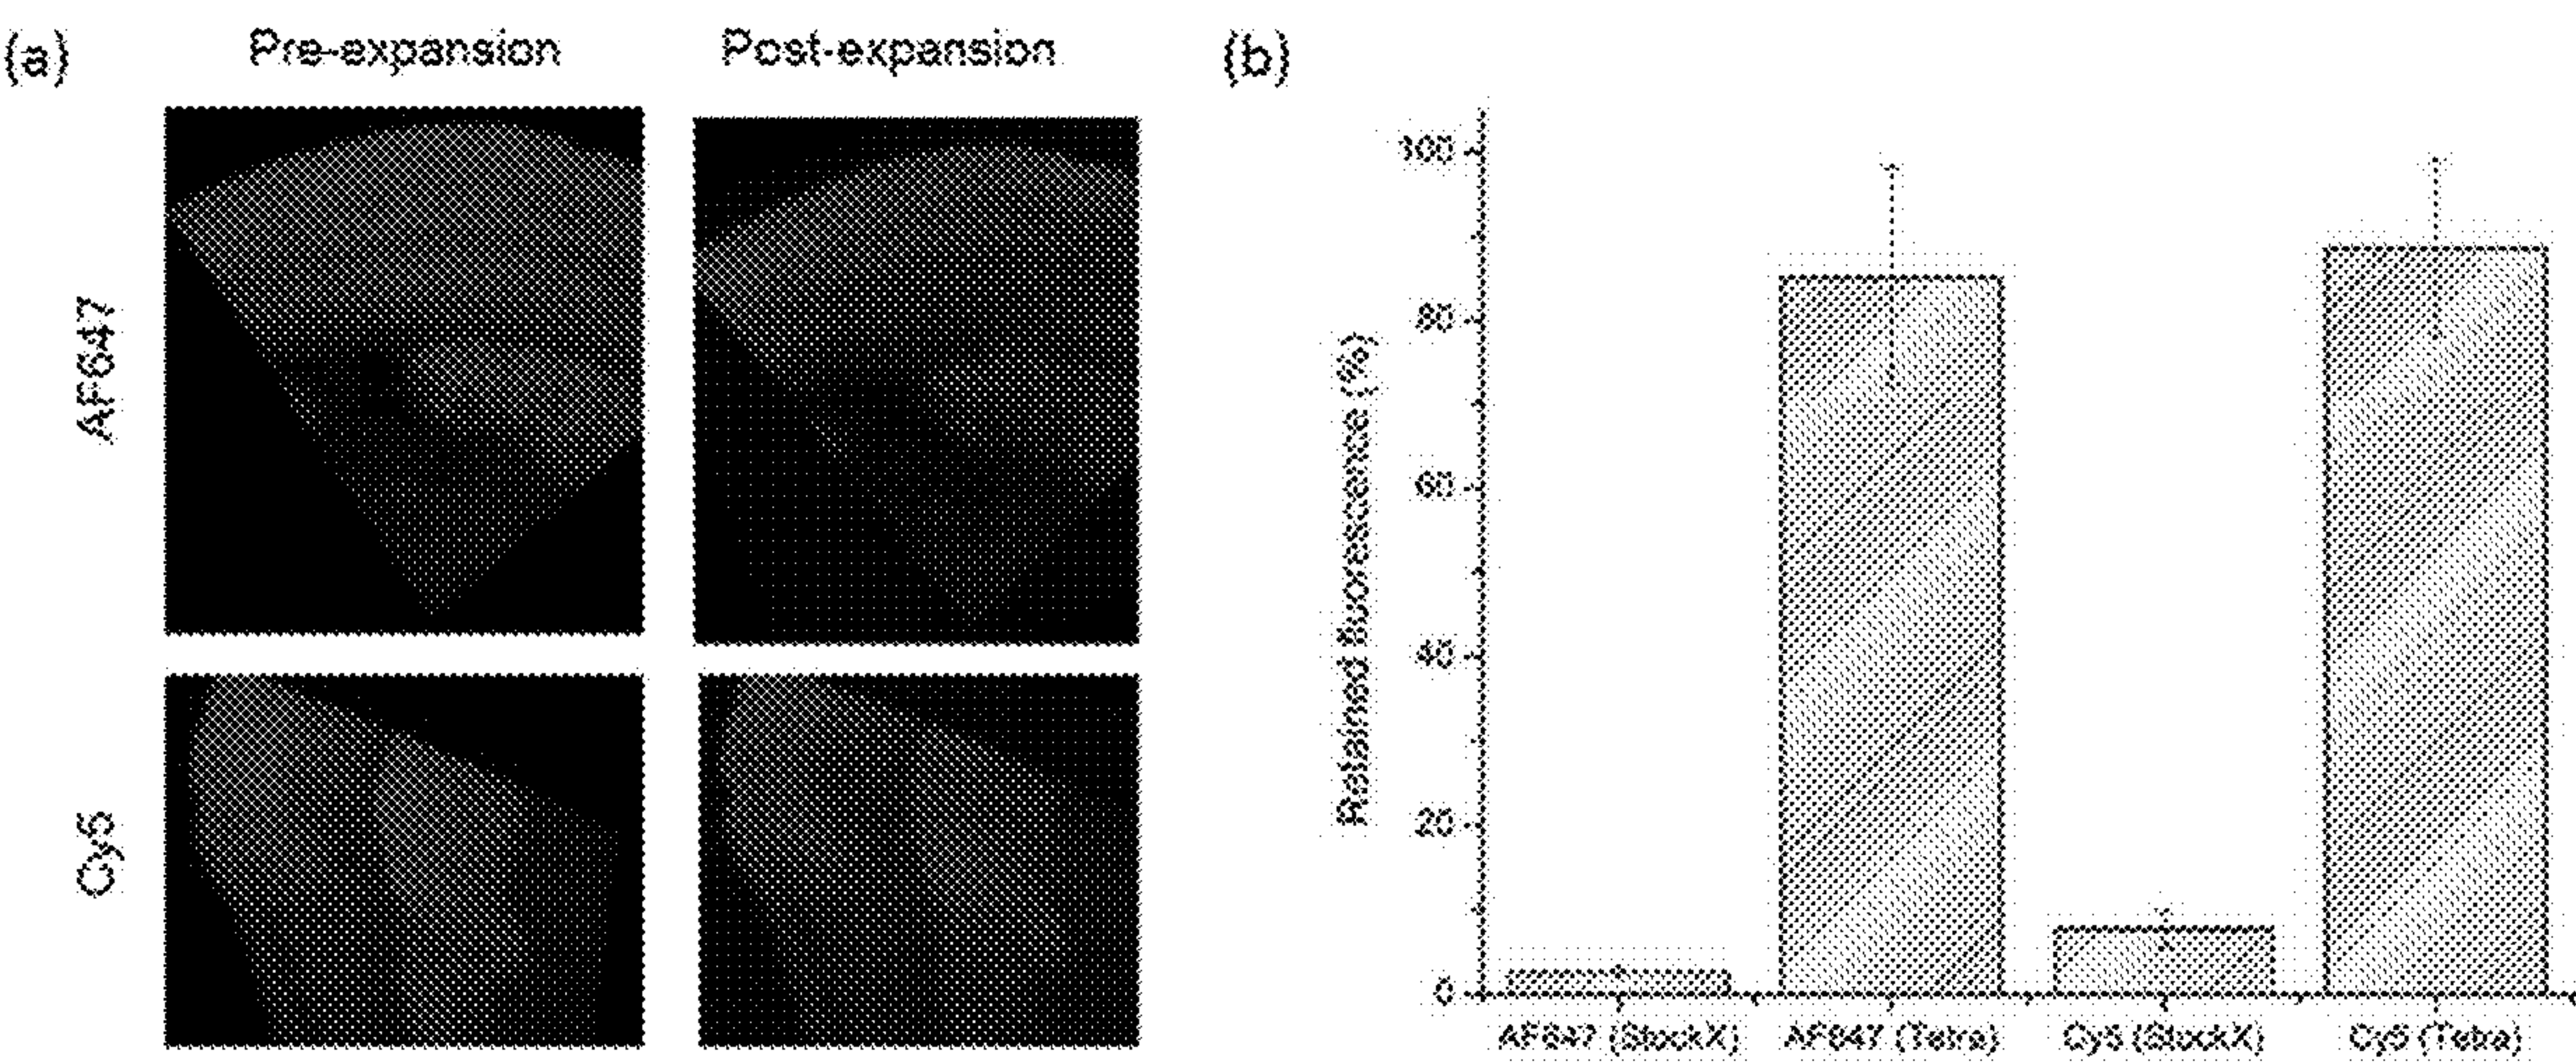 (a)
Pre-expansion
Post-expansion
AF647
Cy5
(b)
Retained fluorescence (%)
100
80
60
40
20
0
AF647 (StockX)
AF647 (Tetra)
Cy5 (StockX)
Cy5 (Tetra)